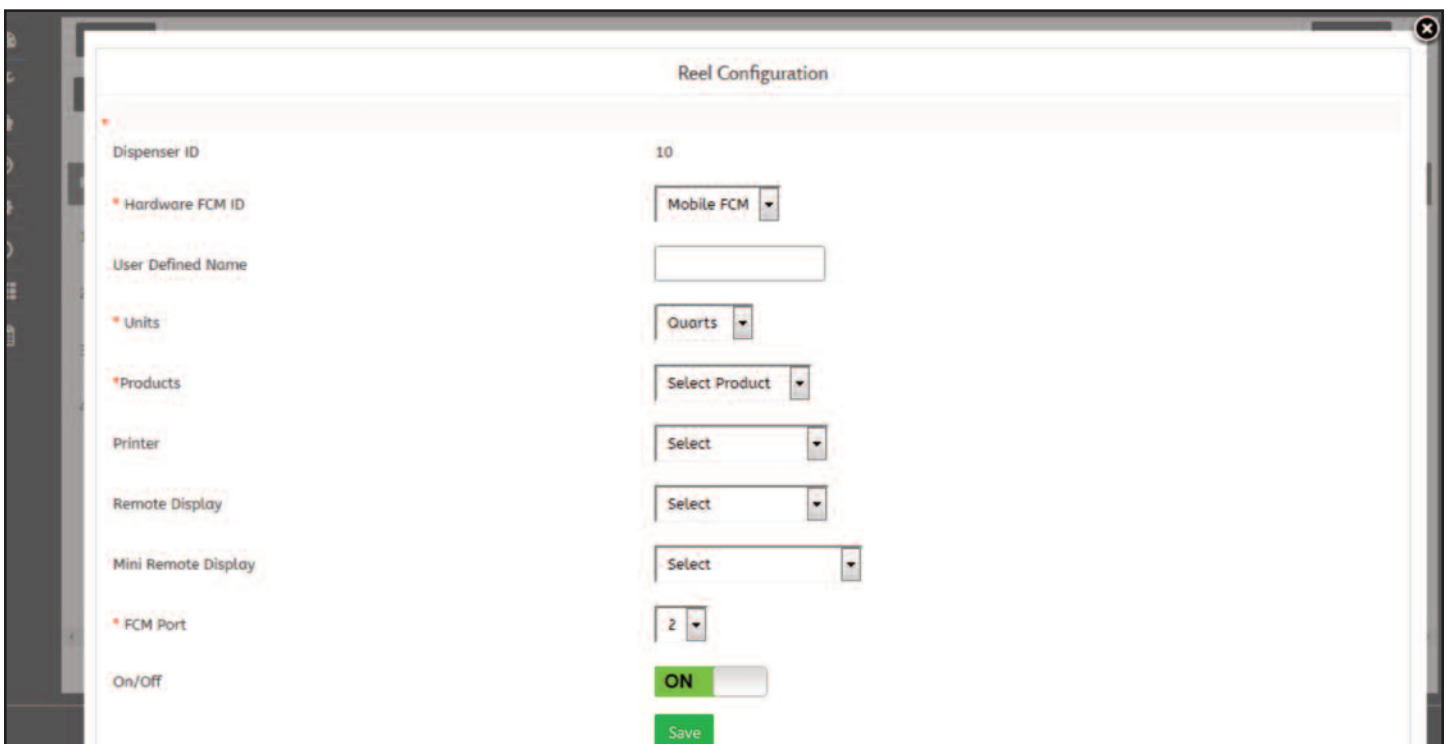 Reel Configuration
*
Dispenser ID 10
* Hardware FCM ID Mobile FCM
User Defined Name
* Units Quarts
*Products Select Product
Printer Select
Remote Display Select
Mini Remote Display Select
* FCM Port 2
On/Off ON
Save